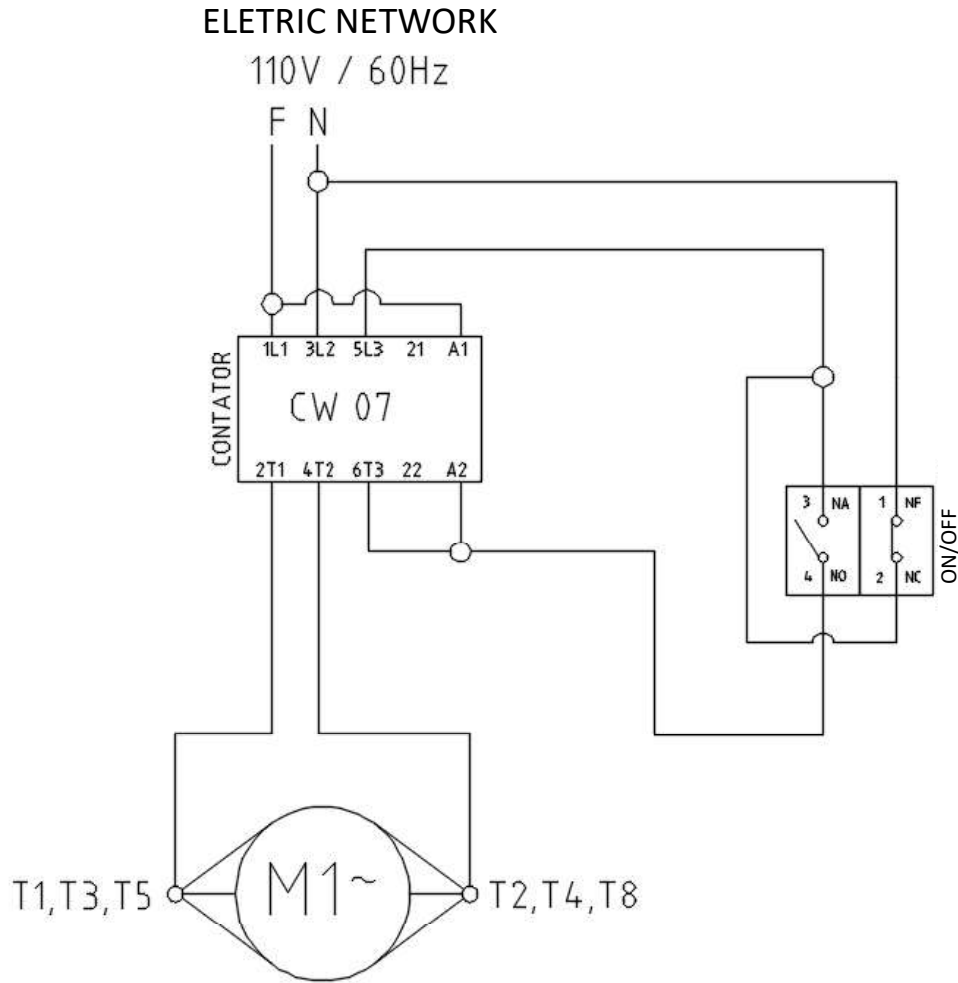 ELETRIC NETWORK
110V / 60Hz
F N
1L1 3L2 5L3 21 A1
CONTATOR
CW 07
2T1 4T2 6T3 22 A2
3 NA 1 NF
4 NO 2 NC
ON/OFF
M1~
T1,T3,T5
T2,T4,T8